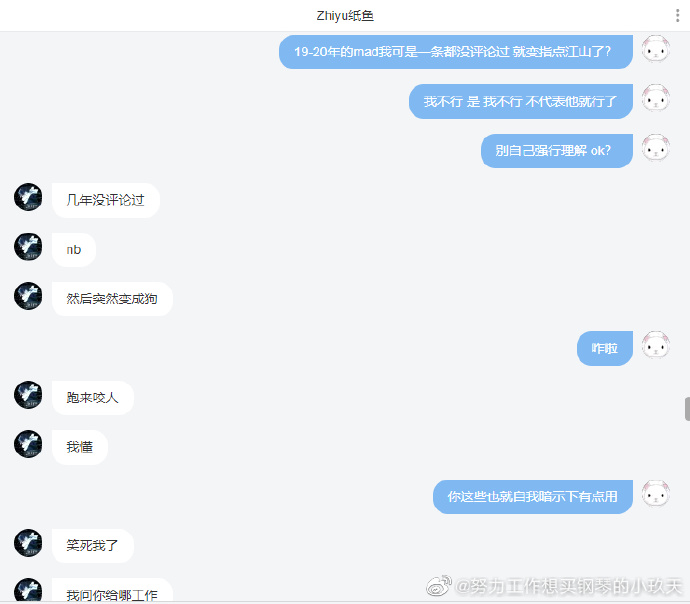 Zhiyu纸鱼
19-20年的mad我可是一条都没评论过 就变指点江山了?
我不行 是 我不行 不代表他就行了
别自己强行理解 ok?
几年没评论过
nb
然后突然变成狗
咋啦
跑来咬人
我懂
你这些也就自我暗示下有点用
笑死我了
我问你给哪工作
@努力工作想买钢琴的小玖天